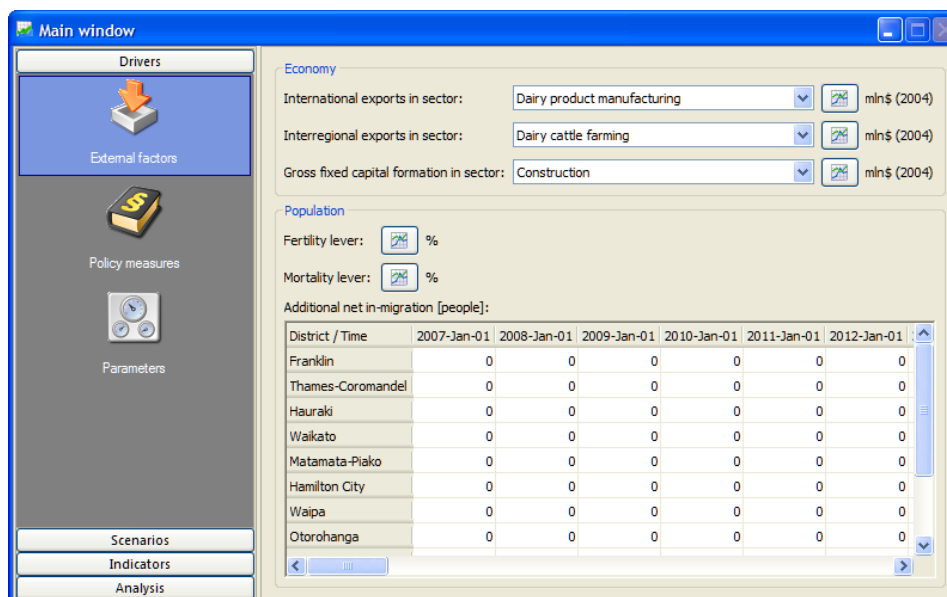 Main window
Drivers
External factors
Policy measures
Parameters
Scenarios
Indicators
Analysis
Economy
International exports in sector: Dairy product manufacturing mln$ (2004)
Interregional exports in sector: Dairy cattle farming mln$ (2004)
Gross fixed capital formation in sector: Construction mln$ (2004)
Population
Fertility lever: %
Mortality lever: %
Additional net in-migration [people]:
District / Time 2007-Jan-01 2008-Jan-01 2009-Jan-01 2010-Jan-01 2011-Jan-01 2012-Jan-01
Franklin 0 0 0 0 0 0
Thames-Coromandel 0 0 0 0 0 0
Hauraki 0 0 0 0 0 0
Waikato 0 0 0 0 0 0
Matamata-Piako 0 0 0 0 0 0
Hamilton City 0 0 0 0 0 0
Waipa 0 0 0 0 0 0
Otorohanga 0 0 0 0 0 0